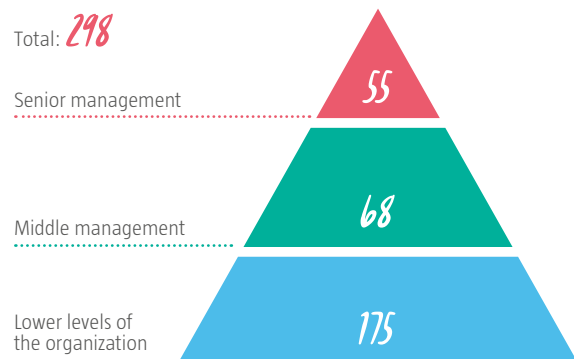 Total: 298
Senior management
55
Middle management
68
Lower levels of
the organization
175